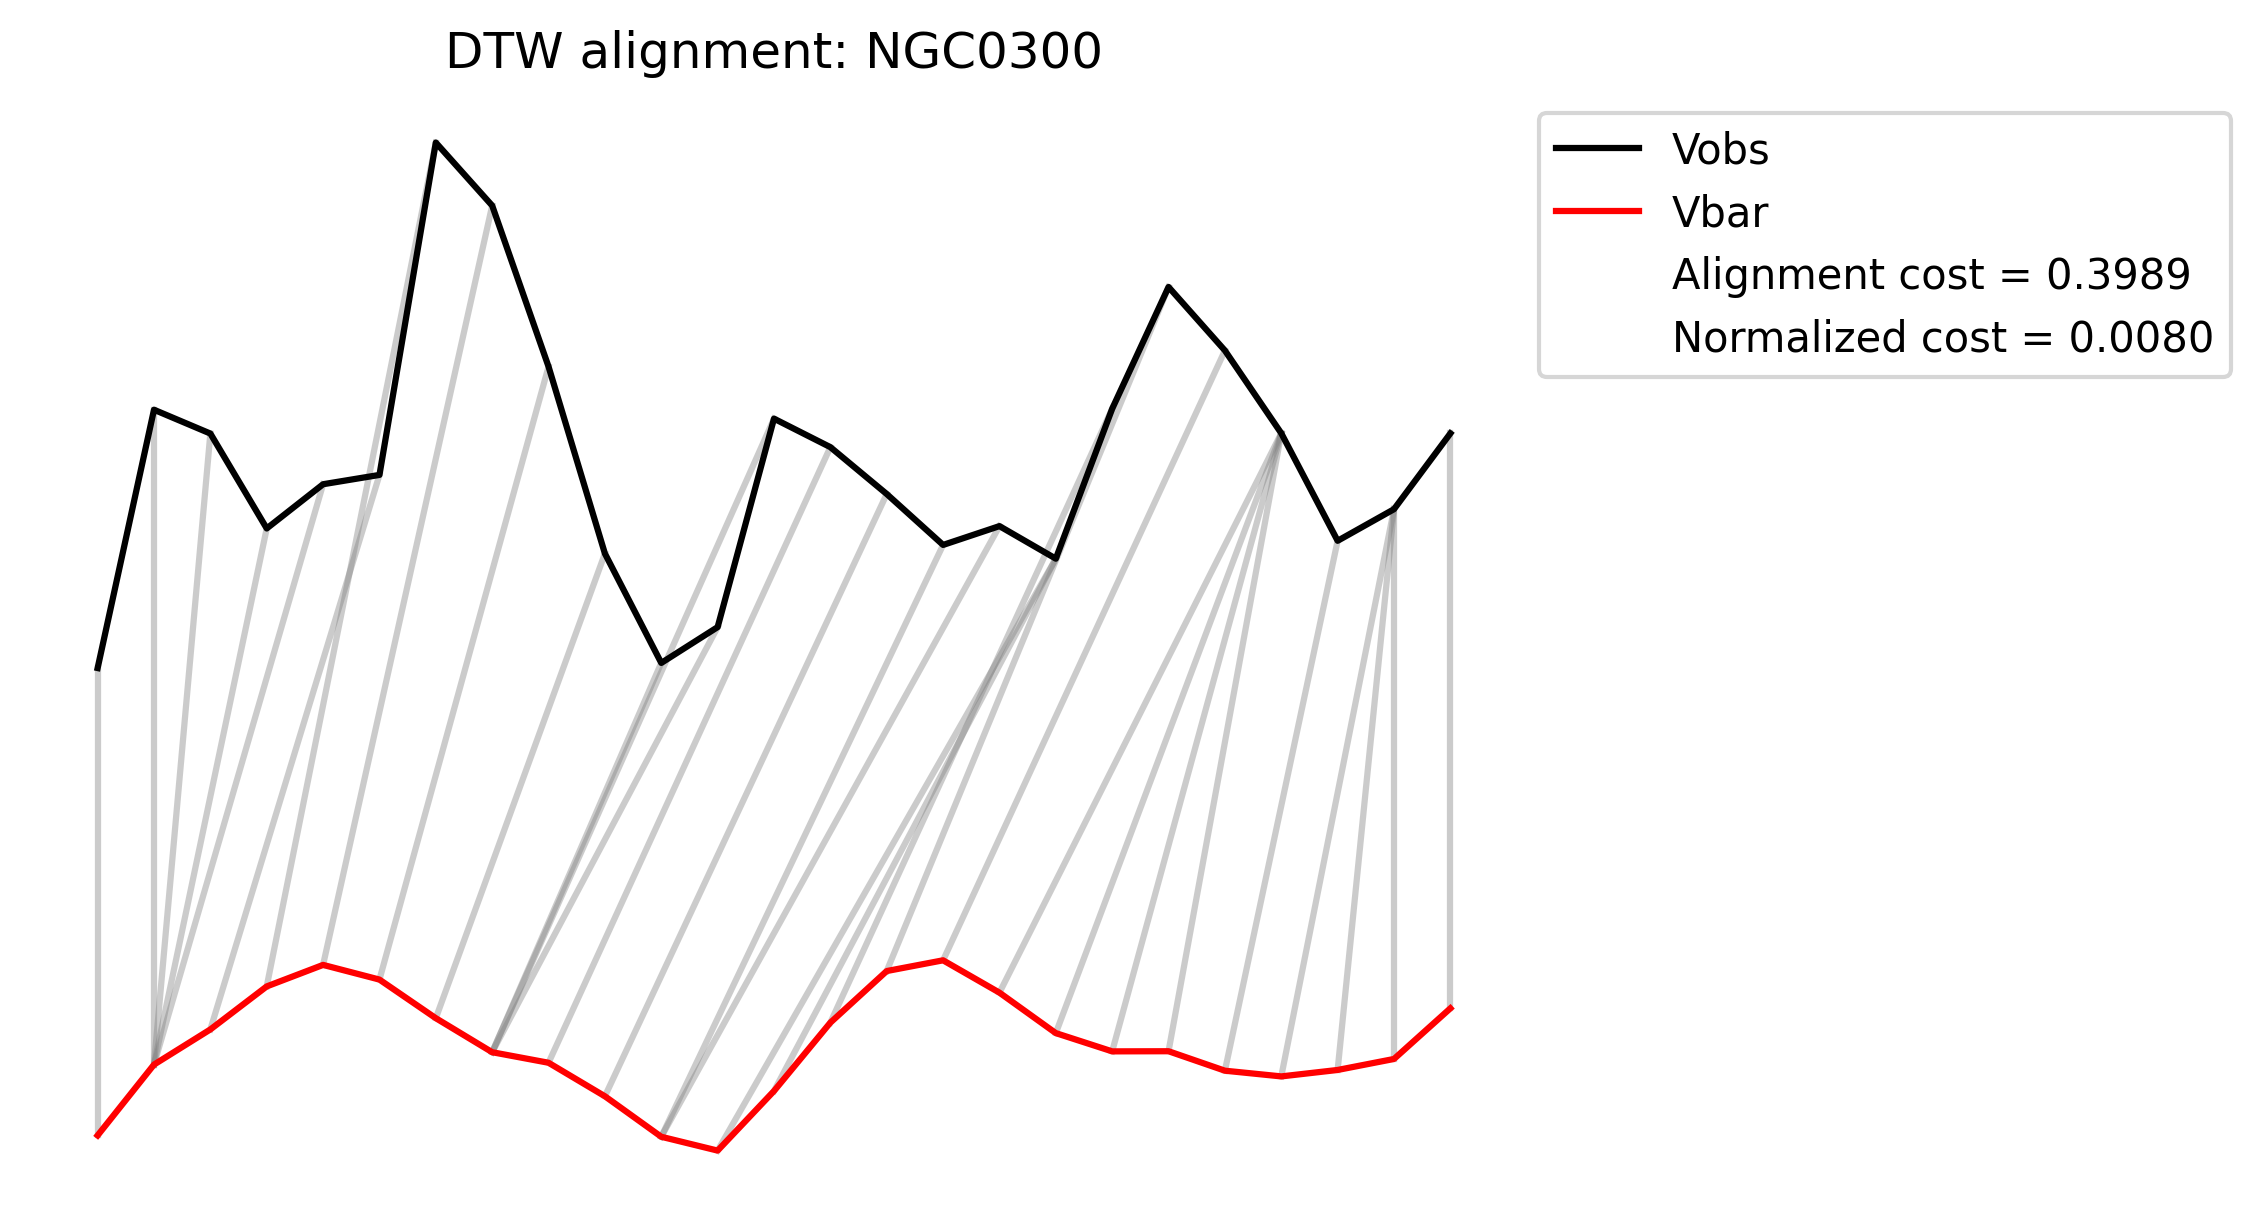 DTW alignment: NGC0300
Vobs
Vbar
Alignment cost = 0.3989
Normalized cost = 0.0080